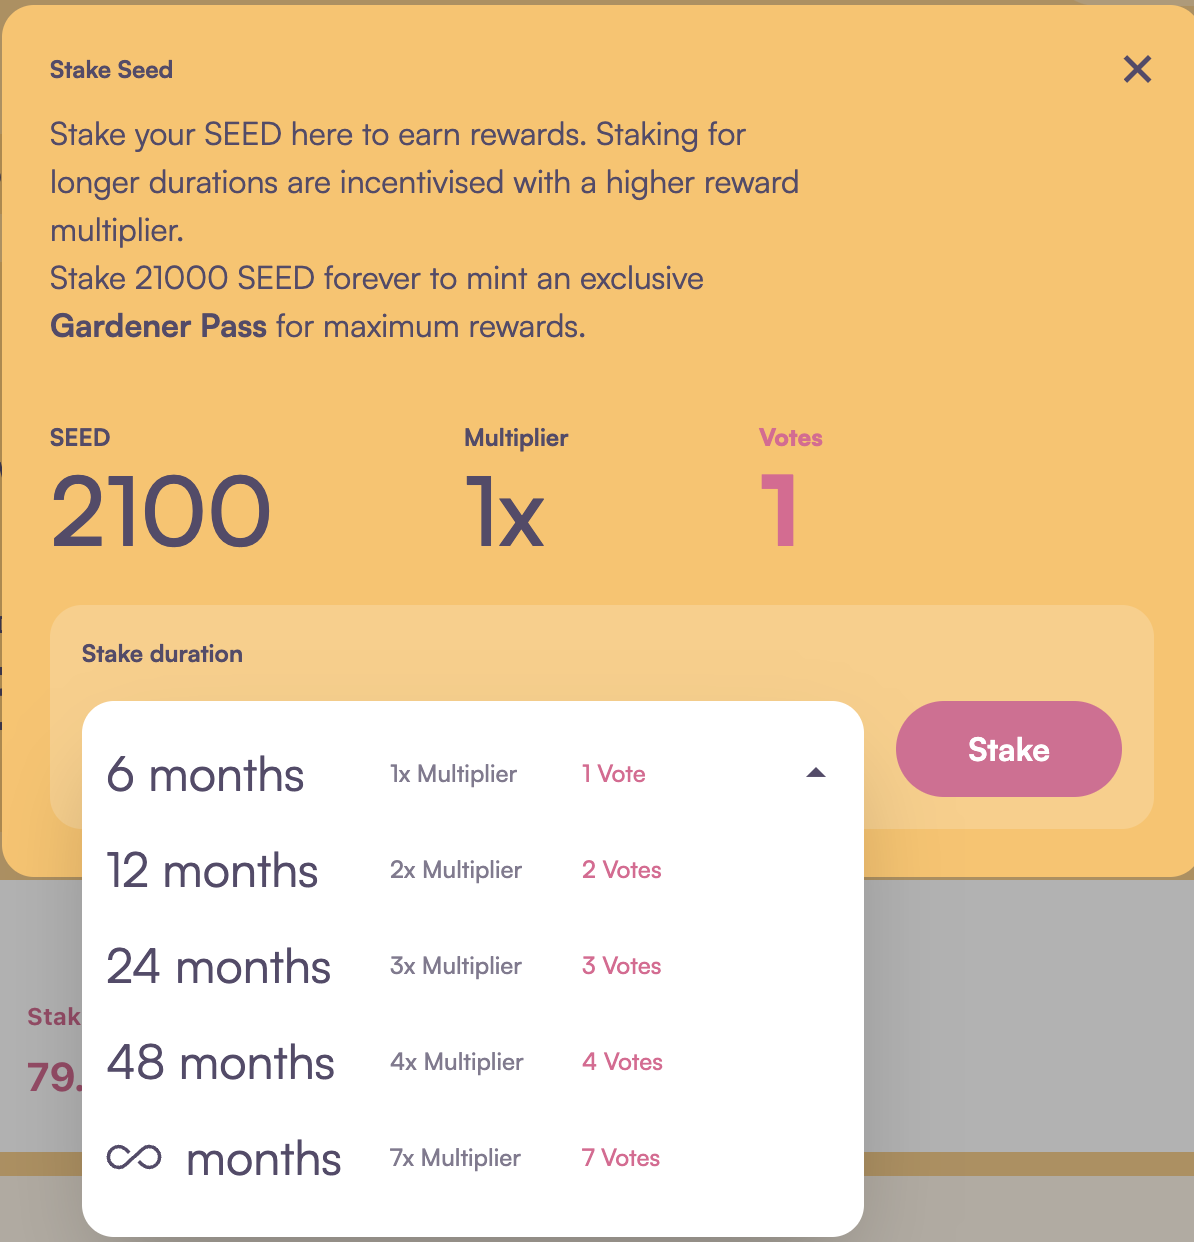 Stake Seed
Stake your SEED here to earn rewards. Staking for
longer durations are incentivised with a higher reward
multiplier.
Stake 21000 SEED forever to mint an exclusive
Gardener Pass for maximum rewards.
SEED Multiplier Votes
2100 1x 1
Stake duration
Stake
6 months 1x Multiplier 1 Vote
12 months 2x Multiplier 2 Votes
24 months 3x Multiplier 3 Votes
48 months 4x Multiplier 4 Votes
∞ months 7x Multiplier 7 Votes
Stak
79.